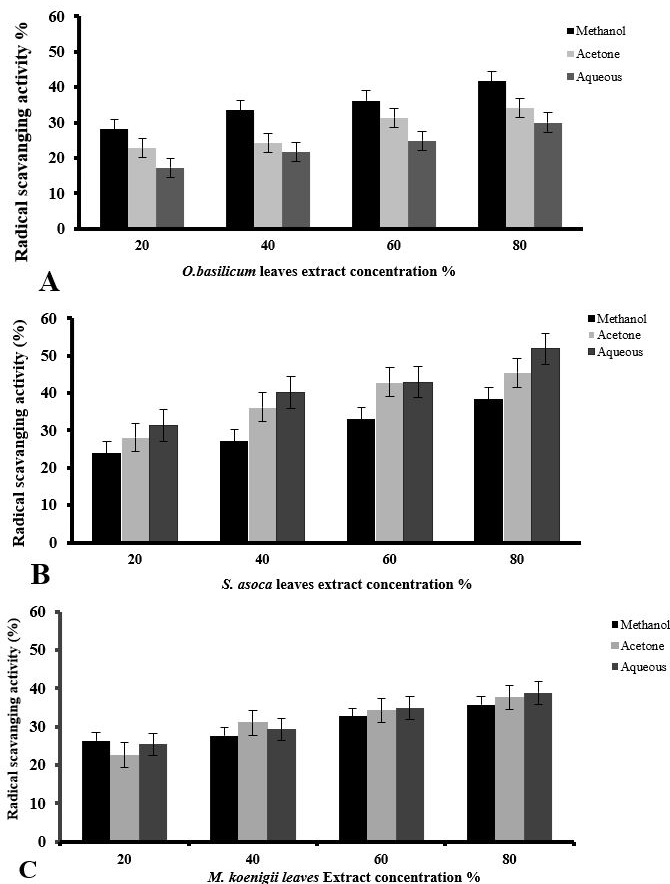 Radical scavanging activity %
60
50
40
30
20
10
0
Methanol
Acetone
Aqueous
20 40 60 80
O.basilicum leaves extract concentration %
A
Radical scavanging activity (%)
60
50
40
30
20
10
0
Methanol
Acetone
Aqueous
20 40 60 80
S. asoca leaves extract concentration %
B
Radical scavanging activity (%)
60
50
40
30
20
10
0
Methanol
Acetone
Aqueous
20 40 60 80
M. koenigii leaves Extract concentration %
C